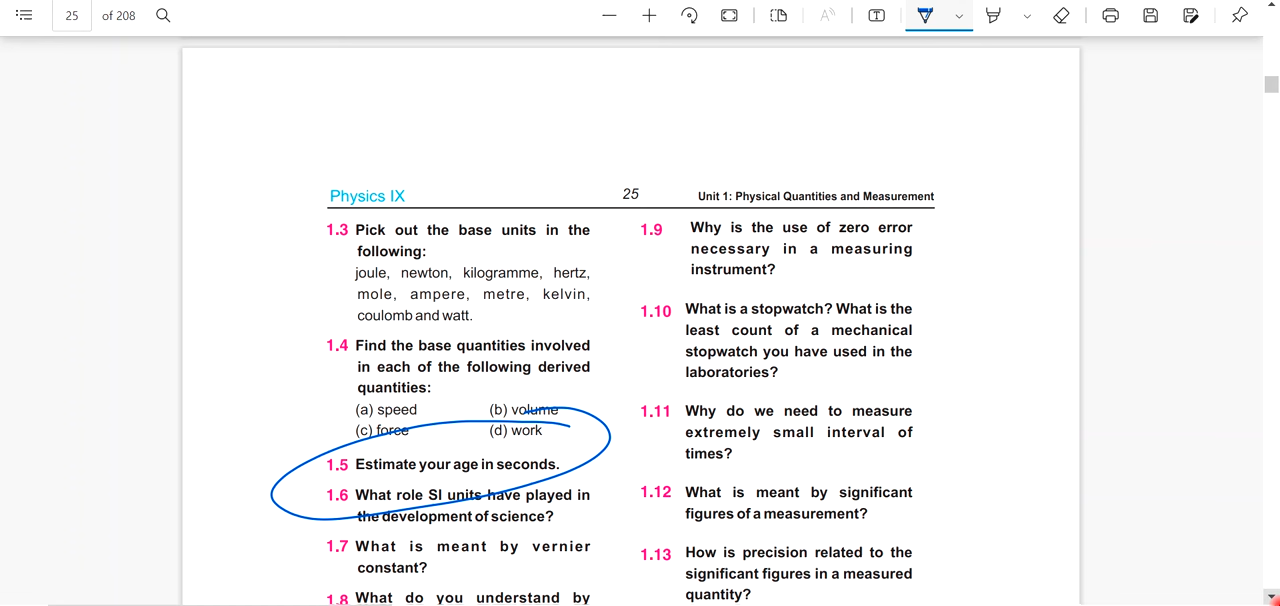 25 of 208
Physics IX 25 Unit 1: Physical Quantities and Measurement
1.3 Pick out the base units in the
following:
joule, newton, kilogramme, hertz,
mole, ampere, metre, kelvin,
coulomb and watt.
1.4 Find the base quantities involved
in each of the following derived
quantities:
(a) speed (b) volume
(c) force (d) work
1.5 Estimate your age in seconds.
1.6 What role SI units have played in
the development of science?
1.7 What is meant by vernier
constant?
1.8 What do you understand by
1.9 Why is the use of zero error
necessary in a measuring
instrument?
1.10 What is a stopwatch? What is the
least count of a mechanical
stopwatch you have used in the
laboratories?
1.11 Why do we need to measure
extremely small interval of
times?
1.12 What is meant by significant
figures of a measurement?
1.13 How is precision related to the
significant figures in a measured
quantity?